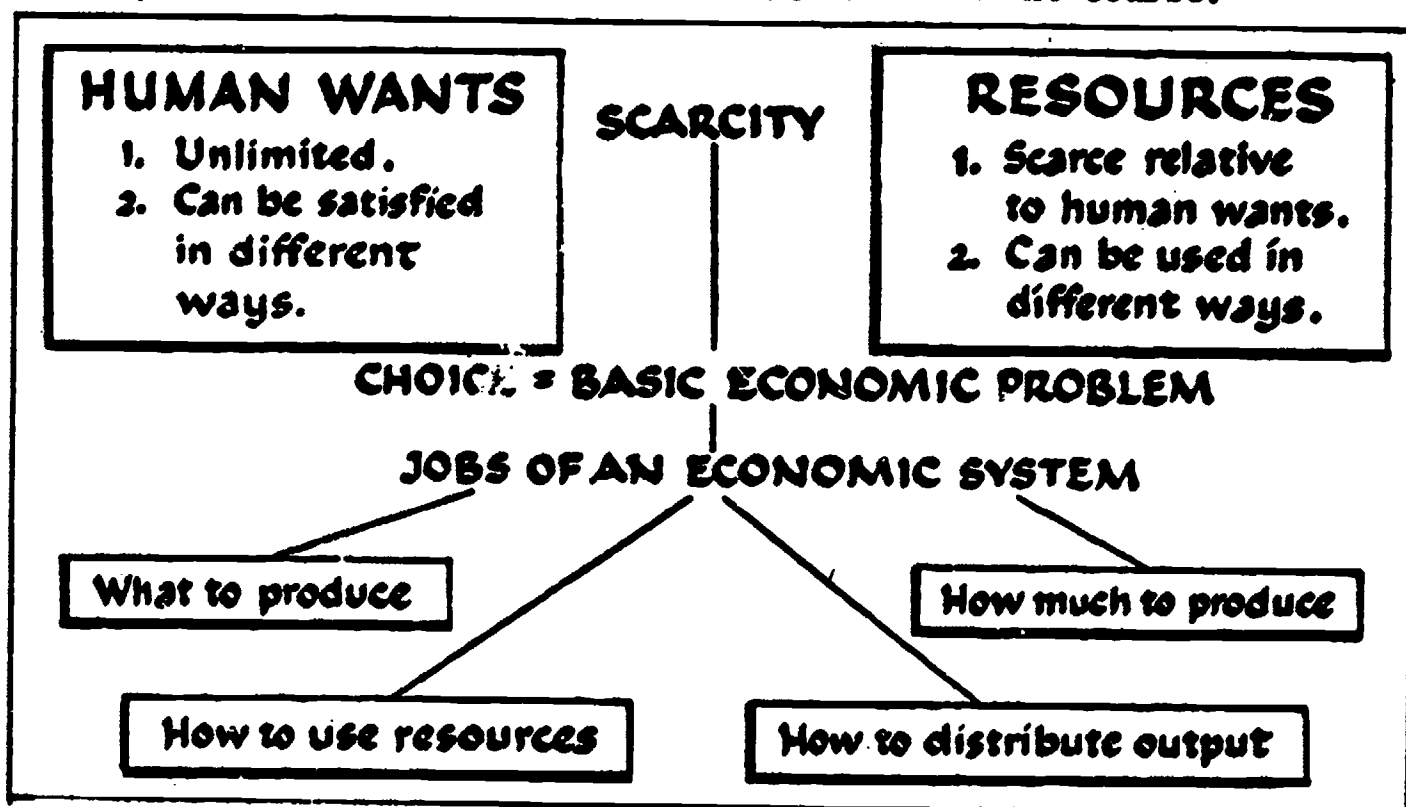 HUMAN WANTS
1. Unlimited.
2. Can be satisfied
in different
ways.
SCARCITY
RESOURCES
1. Scarce relative
to human wants.
2. Can be used in
different ways.
CHOICE = BASIC ECONOMIC PROBLEM
JOBS OF AN ECONOMIC SYSTEM
What to produce
How much to produce
How to use resources
How to distribute output